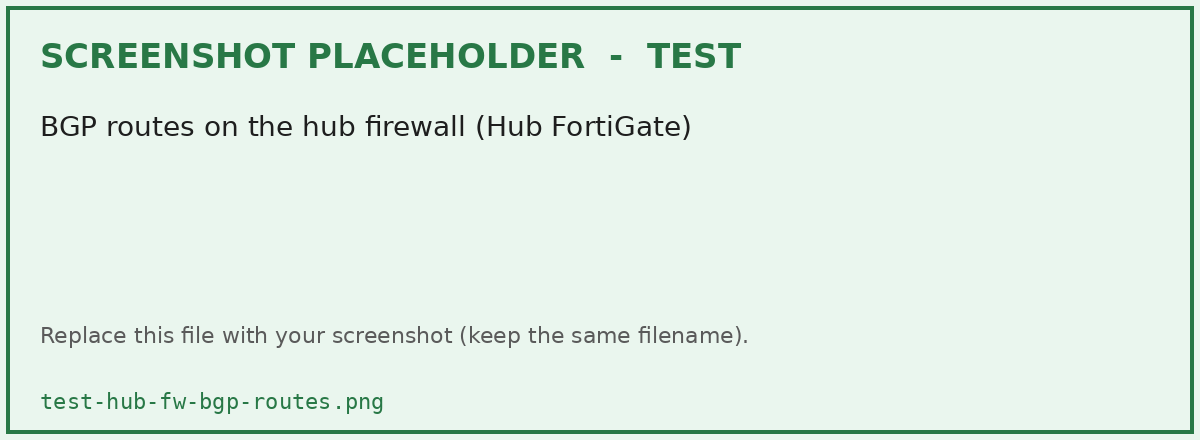 SCREENSHOT PLACEHOLDER - TEST
BGP routes on the hub firewall (Hub FortiGate)
Replace this file with your screenshot (keep the same filename).
test-hub-fw-bgp-routes.png